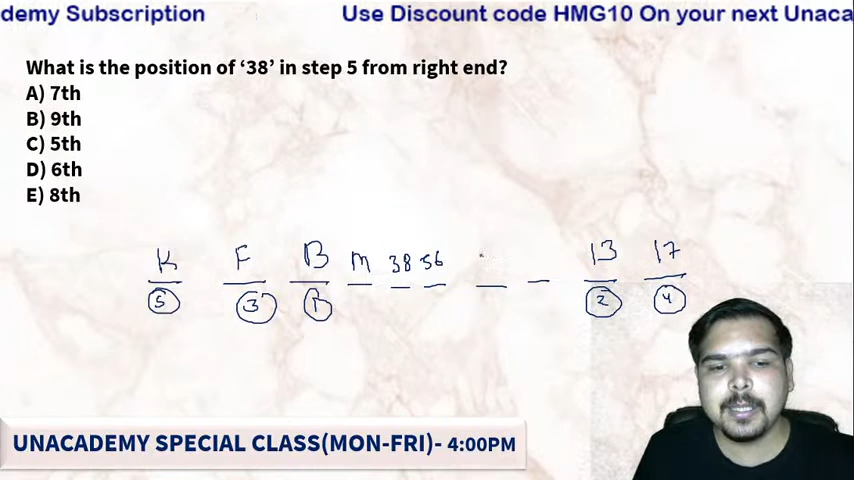 demy Subscription Use Discount code HMG10 On your next Unaca
What is the position of ‘38’ in step 5 from right end?
A) 7th
B) 9th
C) 5th
D) 6th
E) 8th
K F B M 38 56 13 17
5 3 1 2 4
UNACADEMY SPECIAL CLASS(MON-FRI)- 4:00PM